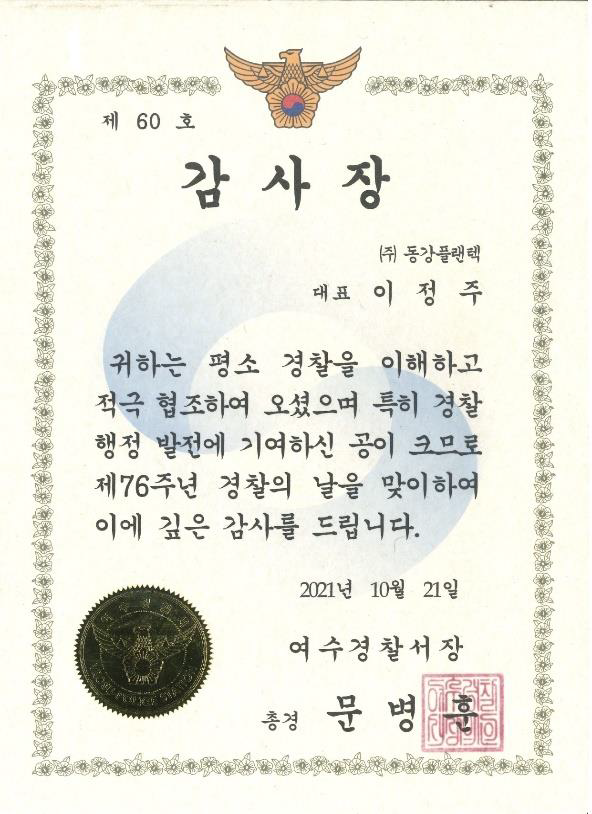 제 60 호
감 사 장
(주) 동강플랜텍
대표 이 정 주
귀하는 평소 경찰을 이해하고
적극 협조하여 오셨으며 특히 경찰
행정 발전에 기여하신 공이 크므로
제76주년 경찰의 날을 맞이하여
이에 깊은 감사를 드립니다.
2021년 10월 21일
여수경찰서장
총경 문 병 훈